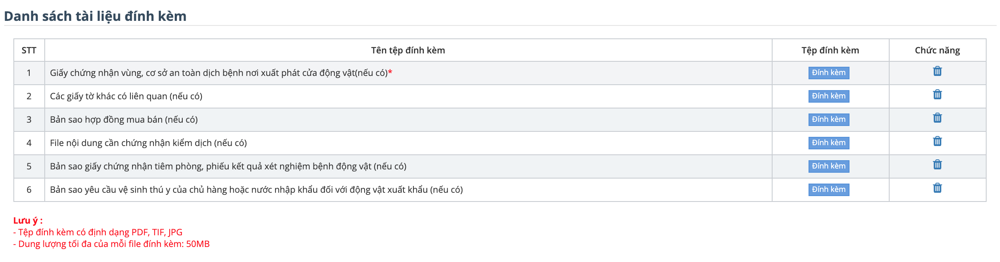 Danh sách tài liệu đính kèm
STT Tên tệp đính kèm Tệp đính kèm Chức năng
1 Giấy chứng nhận vùng, cơ sở an toàn dịch bệnh nơi xuất phát cửa động vật(nếu có)* Đính kèm
2 Các giấy tờ khác có liên quan (nếu có) Đính kèm
3 Bản sao hợp đồng mua bán (nếu có) Đính kèm
4 File nội dung cần chứng nhận kiểm dịch (nếu có) Đính kèm
5 Bản sao giấy chứng nhận tiêm phòng, phiếu kết quả xét nghiệm bệnh động vật (nếu có) Đính kèm
6 Bản sao yêu cầu vệ sinh thú y của chủ hàng hoặc nước nhập khẩu đối với động vật xuất khẩu (nếu có) Đính kèm
Lưu ý :
- Tệp đính kèm có định dạng PDF, TIF, JPG
- Dung lượng tối đa của mỗi file đính kèm: 50MB